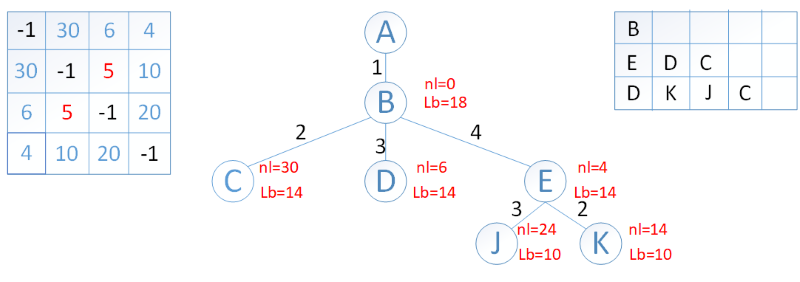 -1 30 6 4
30 -1 5 10
6 5 -1 20
4 10 20 -1
A
1
B
nl=0
Lb=18
2
3
4
C
nl=30
Lb=14
D
nl=6
Lb=14
E
nl=4
Lb=14
3
2
J
nl=24
Lb=10
K
nl=14
Lb=10
B
E D C
D K J C